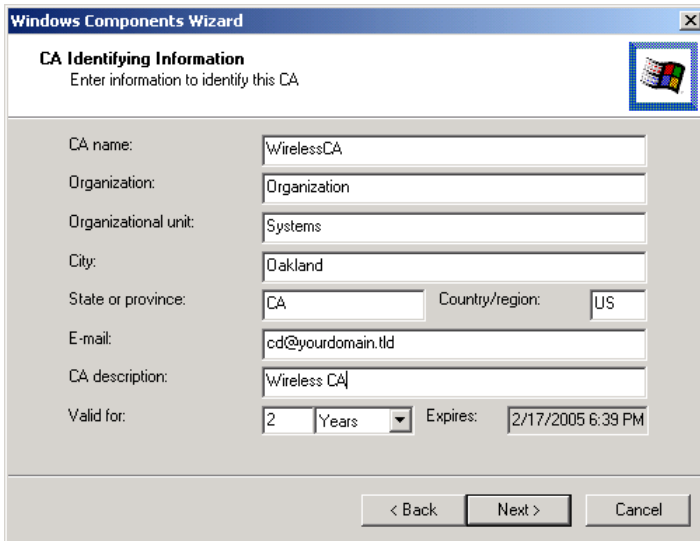 Windows Components Wizard
CA Identifying Information
Enter information to identify this CA
CA name: WirelessCA
Organization: Organization
Organizational unit: Systems
City: Oakland
State or province: CA Country/region: US
E-mail: cd@yourdomain.tld
CA description: Wireless CA
Valid for: 2 Years Expires: 2/17/2005 6:39 PM
< Back Next > Cancel